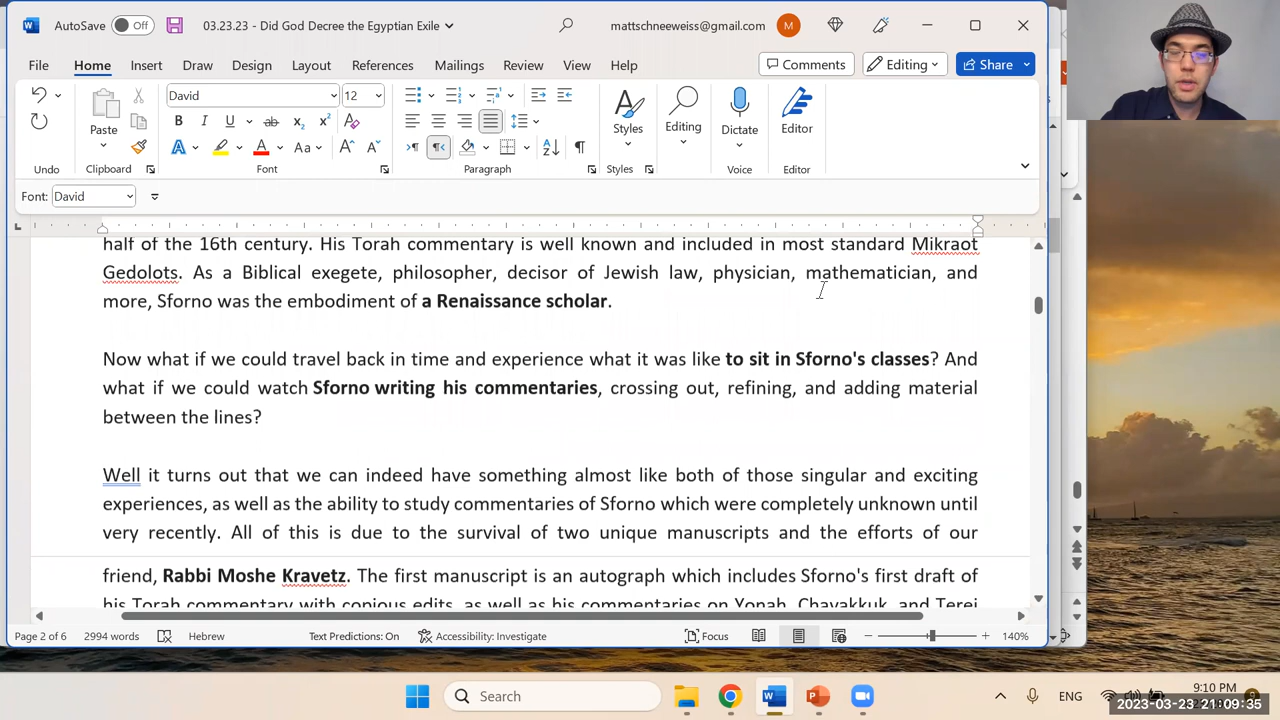 AutoSave Off 03.23.23 - Did God Decree the Egyptian Exile mattschneeweiss@gmail.com M
File Home Insert Draw Design Layout References Mailings Review View Help Comments Editing Share
David 12
Paste Styles Editing Dictate Editor
B I U ab x2 x2 A
A A Aa A A
Undo Clipboard Font Paragraph Styles Voice Editor
Font: David
half of the 16th century. His Torah commentary is well known and included in most standard Mikraot
Gedolots. As a Biblical exegete, philosopher, decisor of Jewish law, physician, mathematician, and
more, Sforno was the embodiment of a Renaissance scholar.
Now what if we could travel back in time and experience what it was like to sit in Sforno's classes? And
what if we could watch Sforno writing his commentaries, crossing out, refining, and adding material
between the lines?
Well it turns out that we can indeed have something almost like both of those singular and exciting
experiences, as well as the ability to study commentaries of Sforno which were completely unknown until
very recently. All of this is due to the survival of two unique manuscripts and the efforts of our
friend, Rabbi Moshe Kravetz. The first manuscript is an autograph which includes Sforno's first draft of
his Torah commentary with copious edits, as well as his commentaries on Yonah, Chavakkuk, and Terei
Page 2 of 6 2994 words Hebrew Text Predictions: On Accessibility: Investigate Focus 140%
Search ENG 9:10 PM
2023-03-23 21:09:35